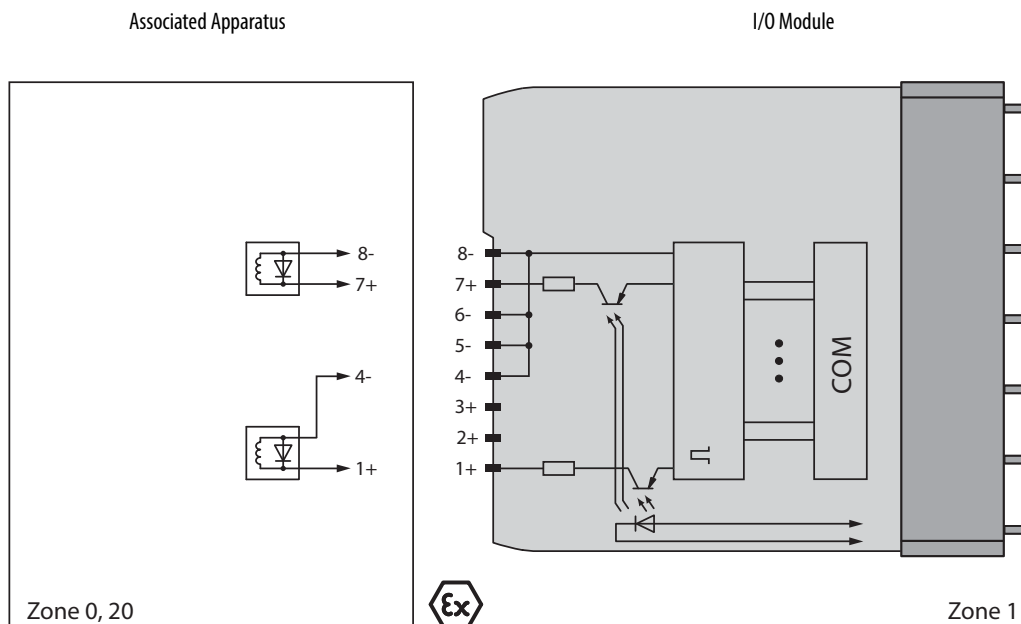 Associated Apparatus
I/O Module
8-
7+
4-
1+
Zone 0, 20
8-
7+
6-
5-
4-
3+
2+
1+
COM
Ex
Zone 1